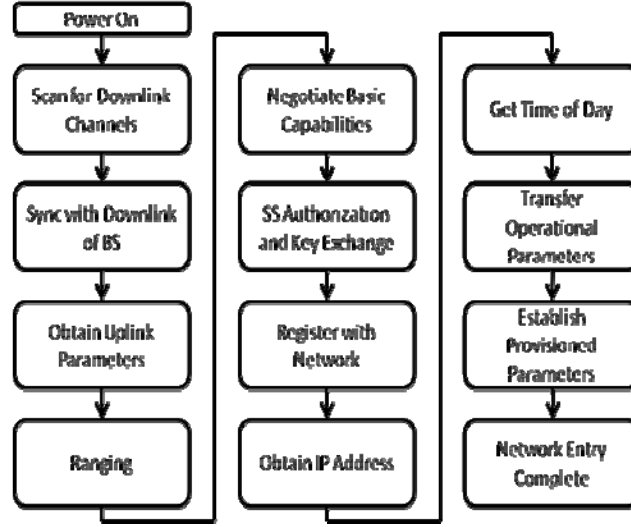 Power On
Scan for Downlink
Channels
Sync with Downlink
of BS
Obtain Uplink
Parameters
Ranging
Negotiate Basic
Capabilities
SS Authorization
and Key Exchange
Register with
Network
Obtain IP Address
Get Time of Day
Transfer
Operational
Parameters
Establish
Provisioned
Parameters
Network Entry
Complete